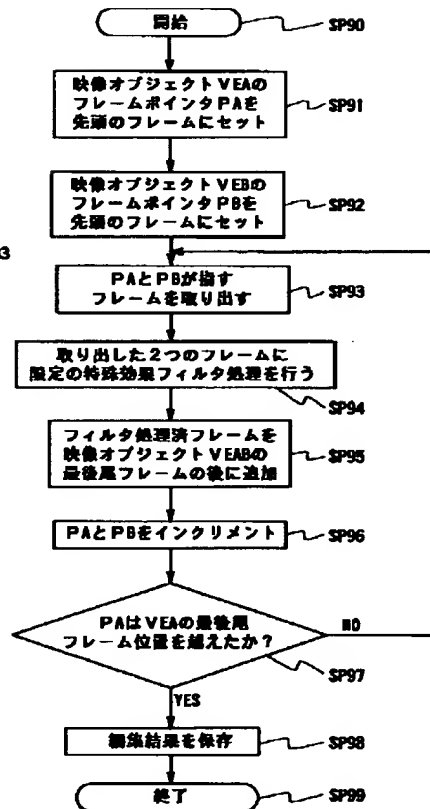 開始
SP90
映像オブジェクトVEAの
フレームポインタPAを
先頭のフレームにセット
SP91
映像オブジェクトVEBの
フレームポインタPBを
先頭のフレームにセット
SP92
3
PAとPBが指す
フレームを取り出す
SP93
取り出した2つのフレームに
限定の特殊効果フィルタ処理を行う
SP94
フィルタ処理済フレームを
映像オブジェクトVEABの
最後尾フレームの後に追加
SP95
PAとPBをインクリメント
SP96
PAはVEAの最後尾
フレーム位置を越えたか?
NO
SP97
YES
編集結果を保存
SP98
終了
SP99